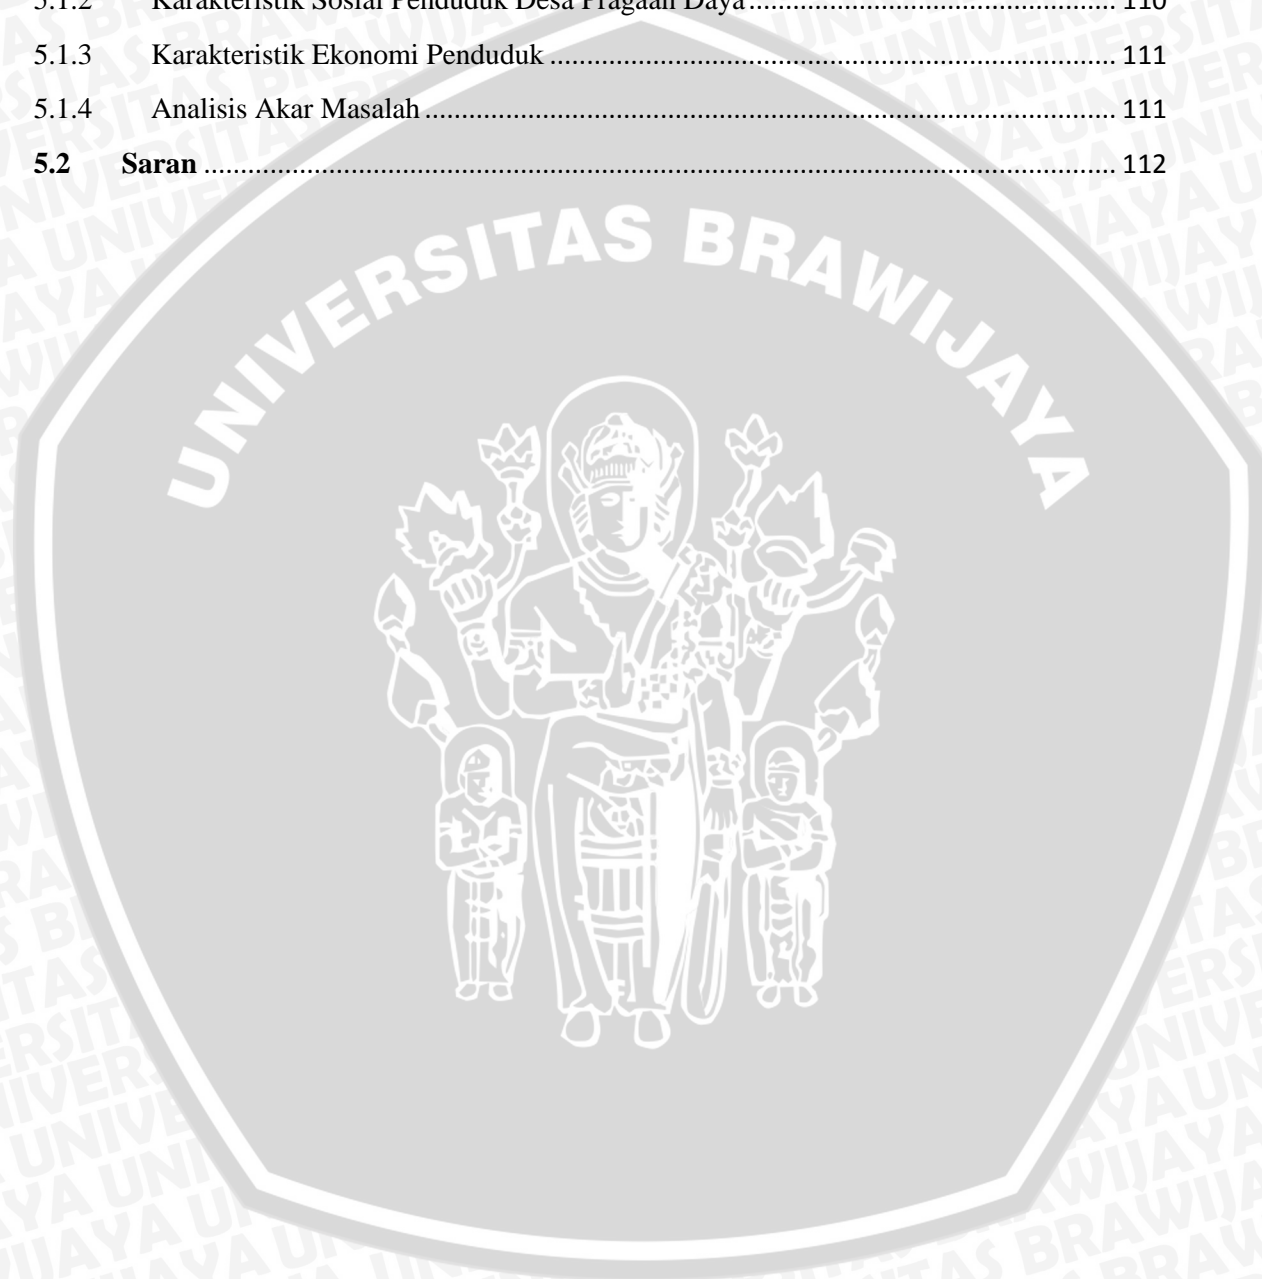 5.1.2 Karakteristik Sosial Penduduk Desa Pragaan Daya 110
5.1.3 Karakteristik Ekonomi Penduduk 111
5.1.4 Analisis Akar Masalah 111
5.2 Saran 112
UNIVERSITAS BRAWIJAYA